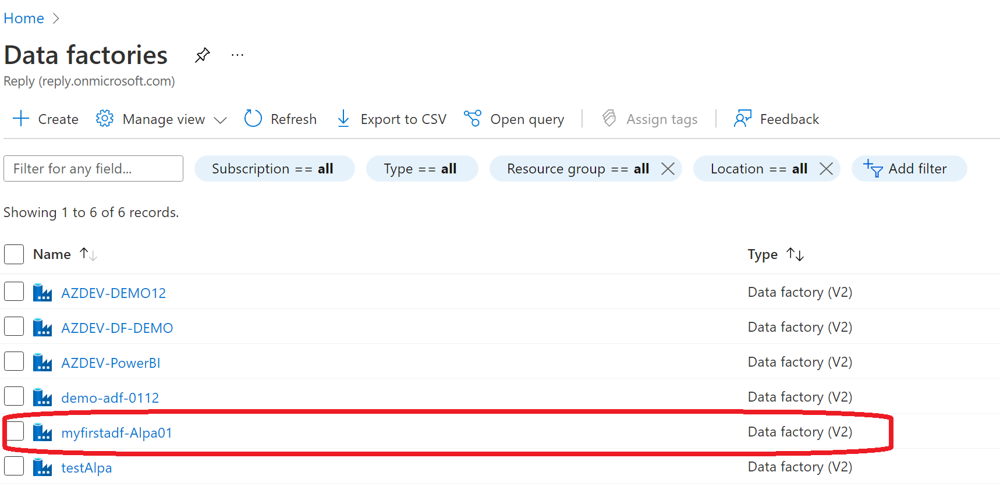 Home
Data factories
Reply (reply.onmicrosoft.com)
Create Manage view Refresh Export to CSV Open query Assign tags Feedback
Filter for any field... Subscription == all Type == all Resource group == all Location == all Add filter
Showing 1 to 6 of 6 records.
Name Type
AZDEV-DEMO12 Data factory (V2)
AZDEV-DF-DEMO Data factory (V2)
AZDEV-PowerBI Data factory (V2)
demo-adf-0112 Data factory (V2)
myfirstadf-Alpa01 Data factory (V2)
testAlpa Data factory (V2)